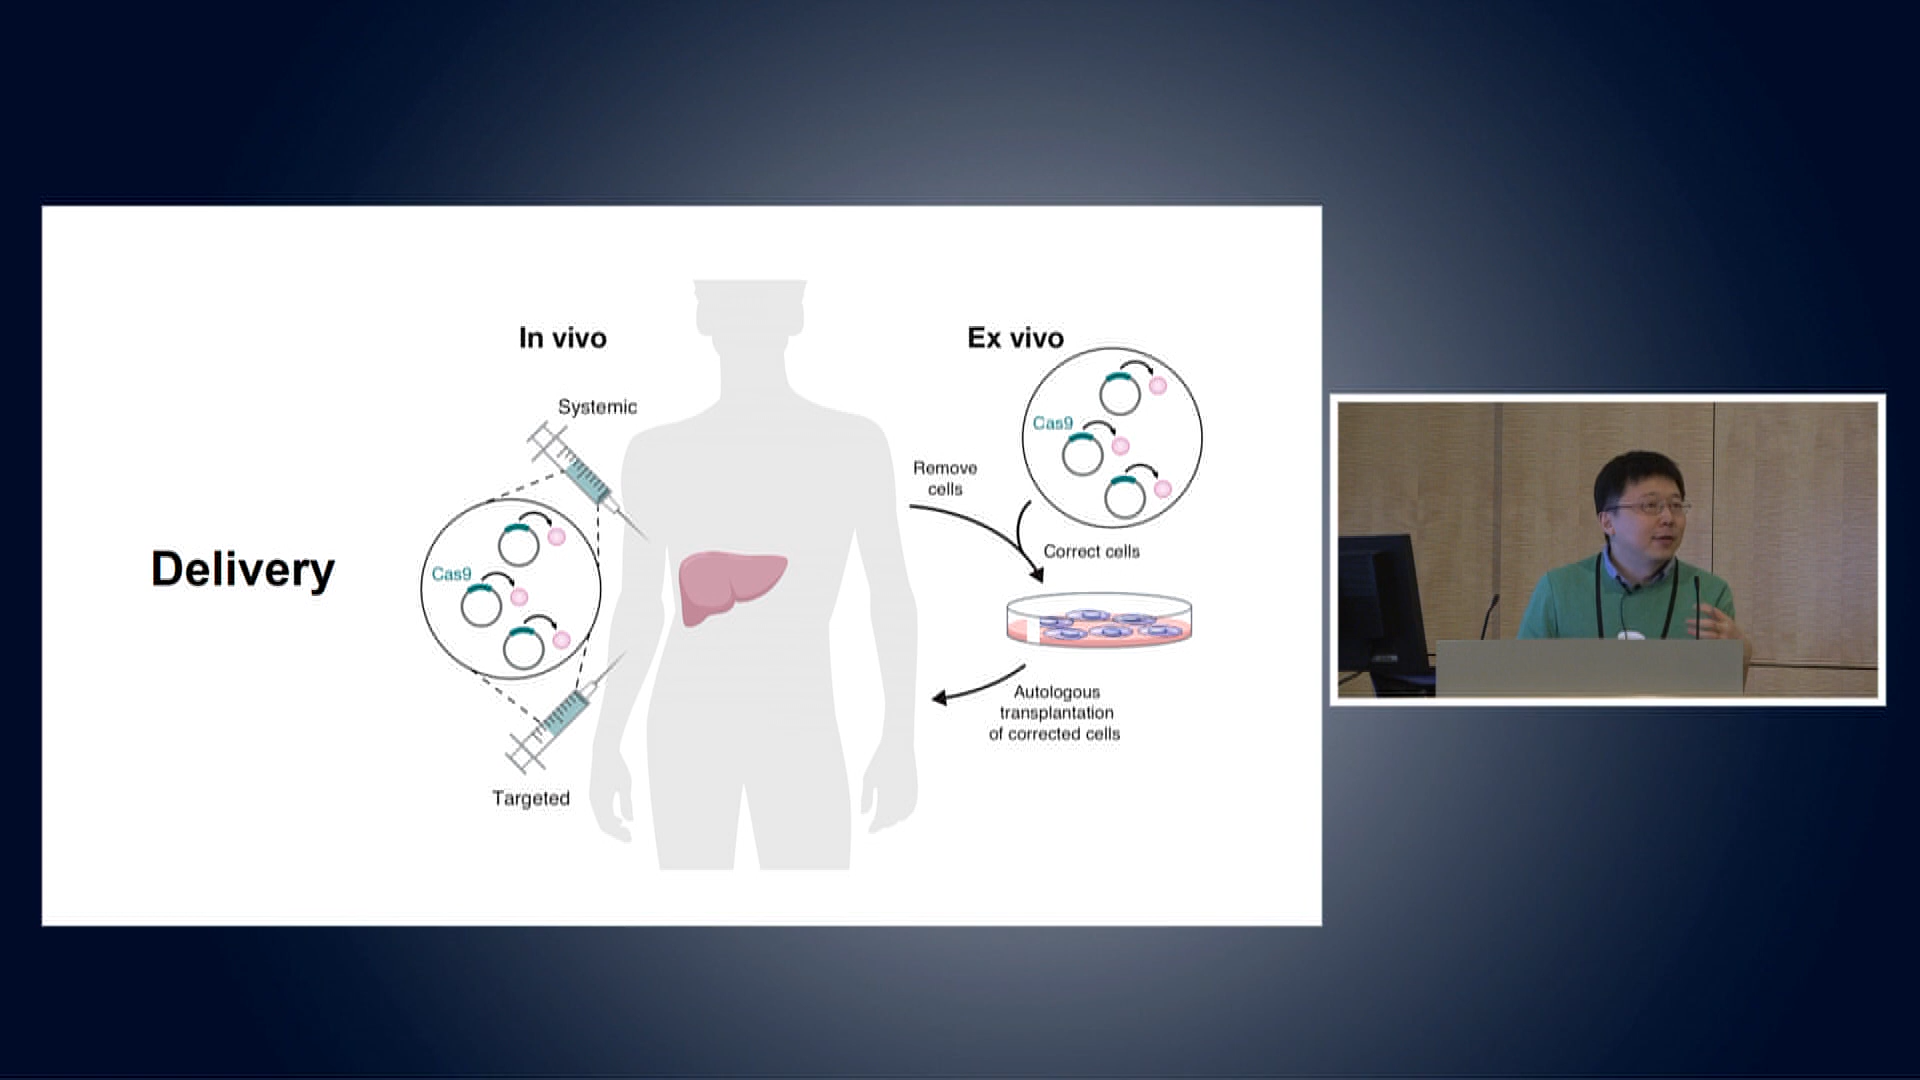 Delivery
In vivo
Systemic
Cas9
Targeted
Ex vivo
Cas9
Remove
cells
Correct cells
Autologous
transplantation
of corrected cells